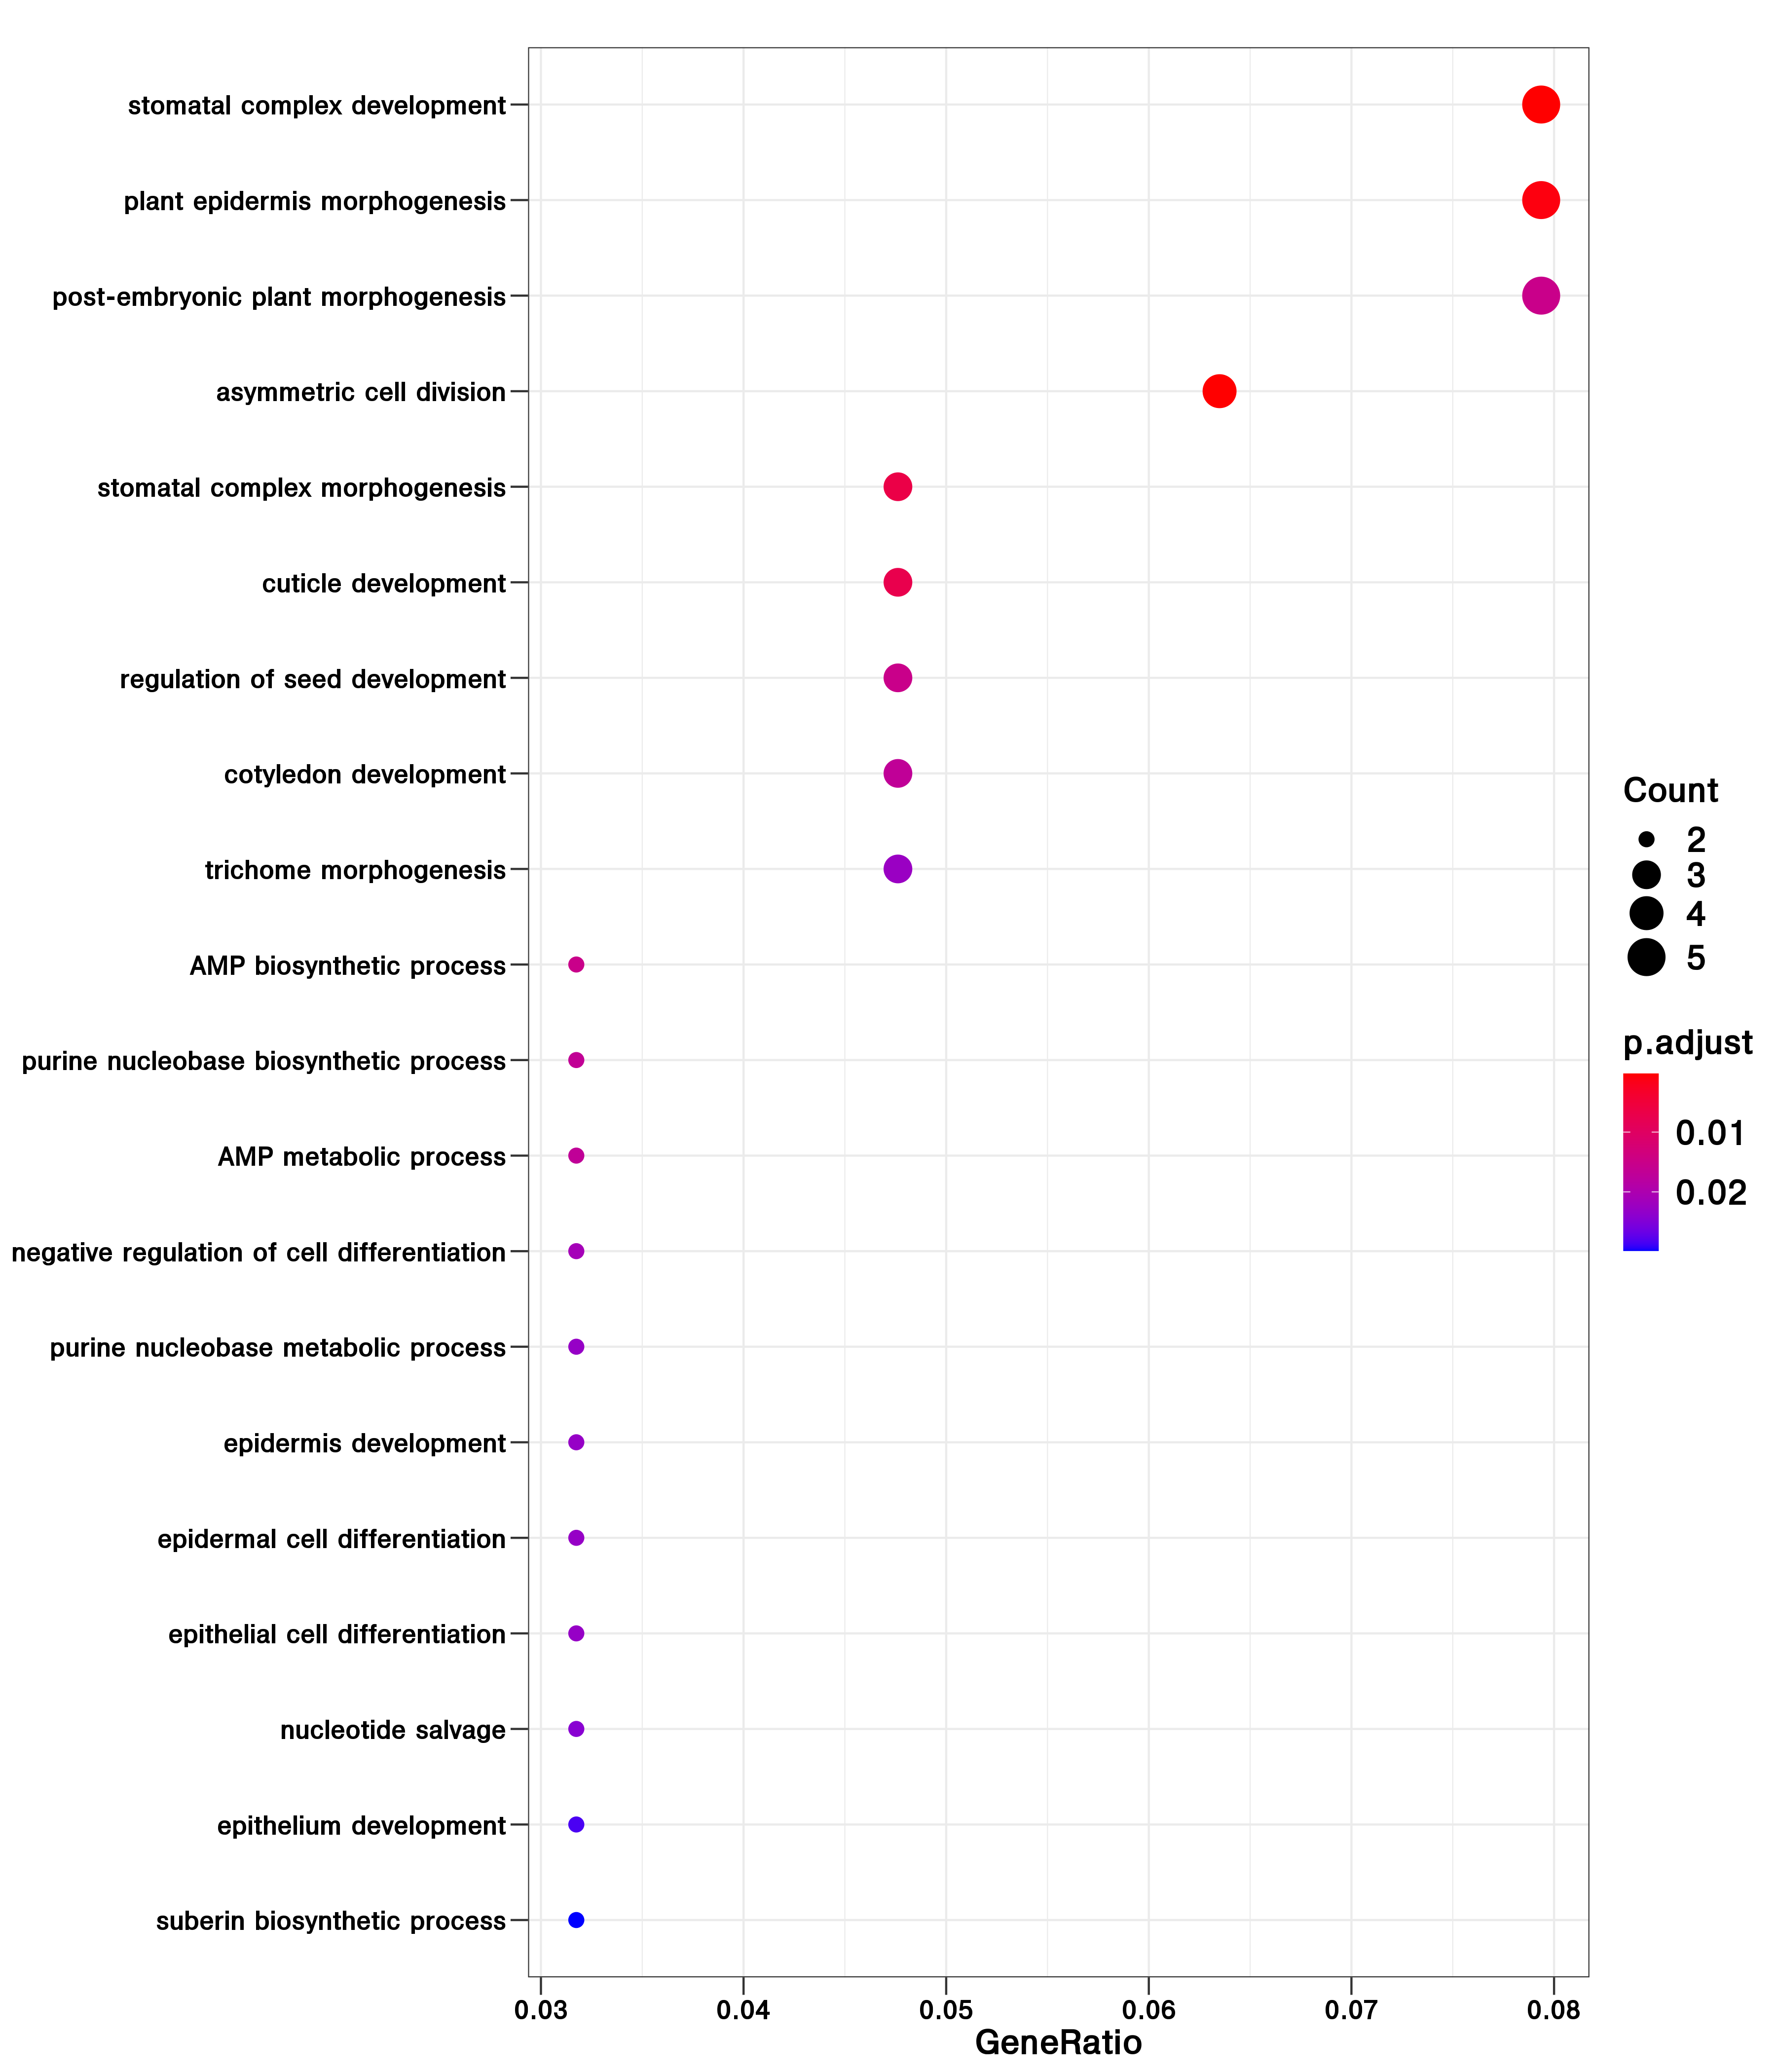 stomatal complex development
plant epidermis morphogenesis
post-embryonic plant morphogenesis
asymmetric cell division
stomatal complex morphogenesis
cuticle development
regulation of seed development
cotyledon development
trichome morphogenesis
AMP biosynthetic process
purine nucleobase biosynthetic process
AMP metabolic process
negative regulation of cell differentiation
purine nucleobase metabolic process
epidermis development
epidermal cell differentiation
epithelial cell differentiation
nucleotide salvage
epithelium development
suberin biosynthetic process
0.03 0.04 0.05 0.06 0.07 0.08
GeneRatio
Count
2
3
4
5
p.adjust
0.01
0.02